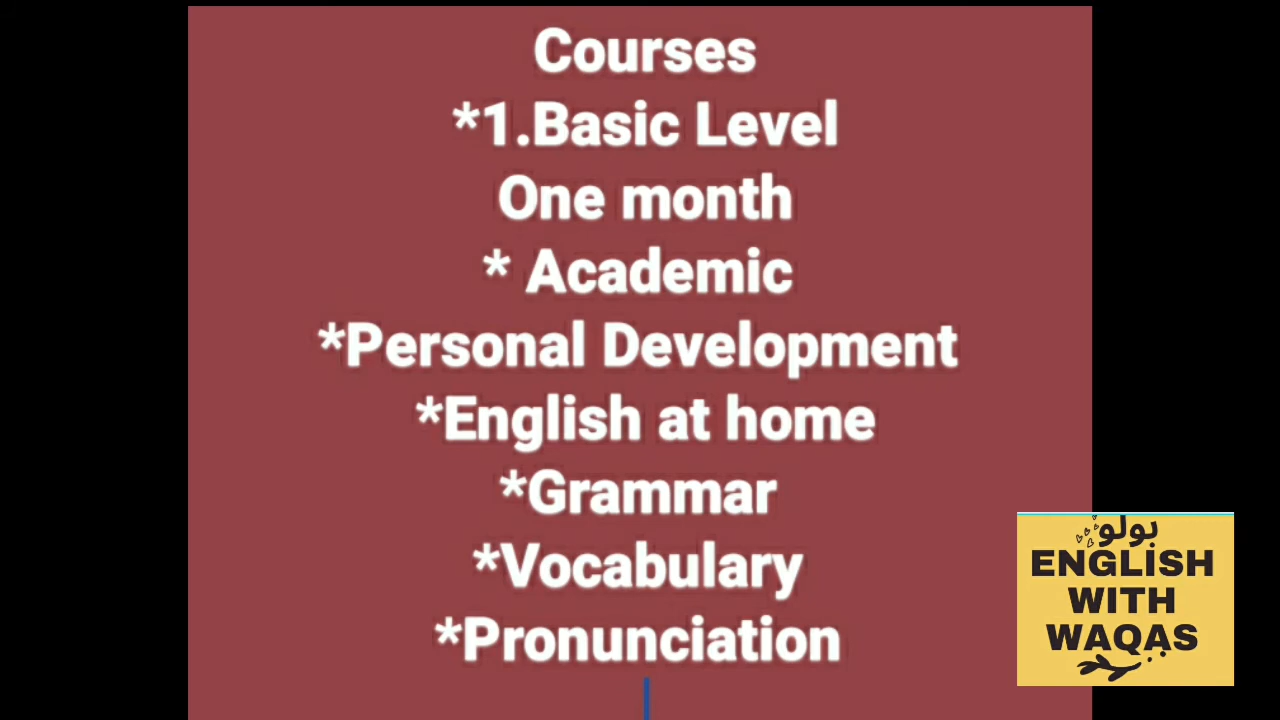 Courses
*1.Basic Level
One month
* Academic
*Personal Development
*English at home
*Grammar
*Vocabulary
*Pronunciation
بولو
ENGLISH
WITH
WAQAS